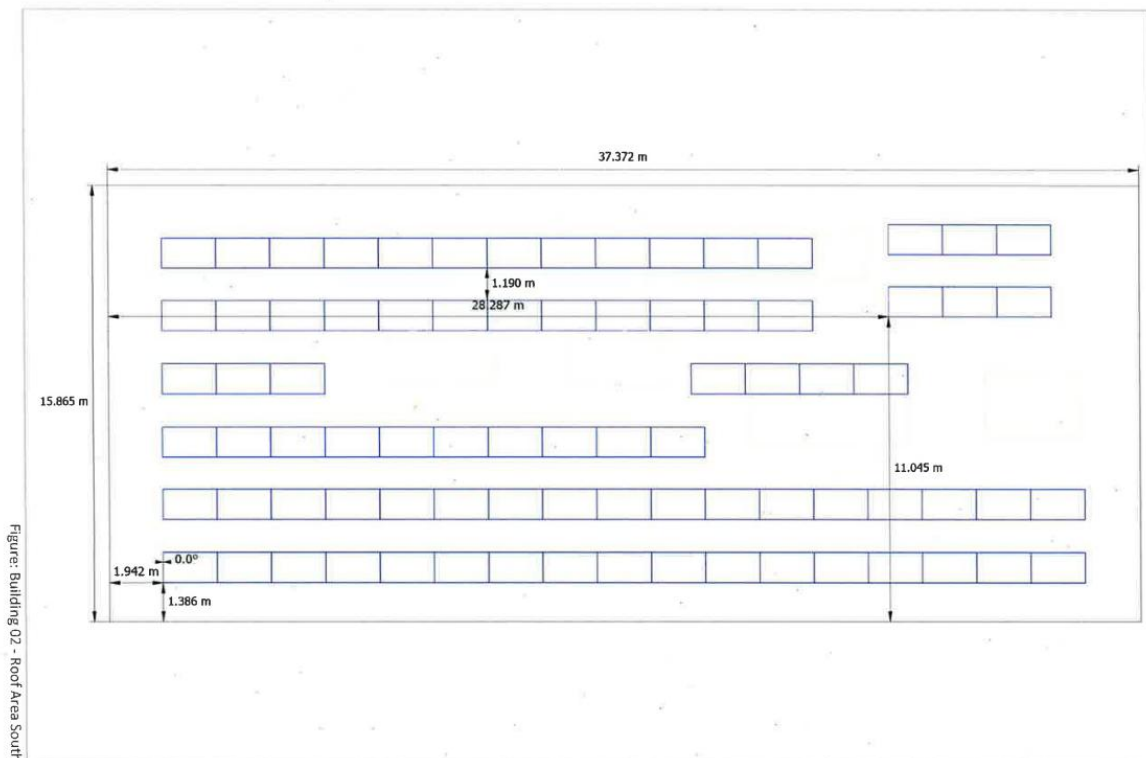 37.372 m
1.190 m
28.287 m
15.865 m
11.045 m
0.0°
1.942 m
1.386 m
Figure: Building 02 - Roof Area South